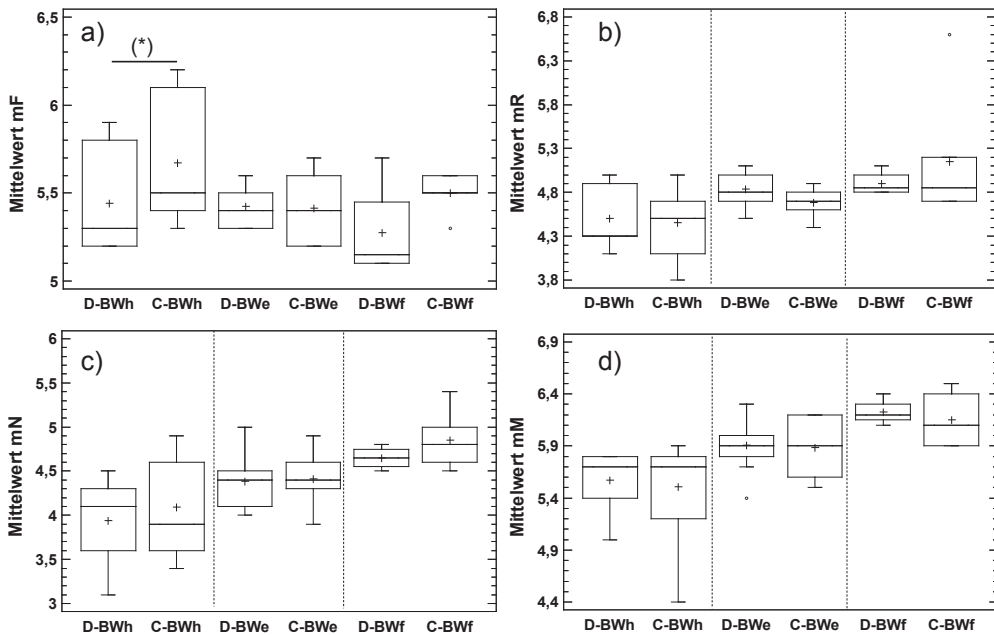 a)
(*)
Mittelwert mF
6,5
6
5,5
5
D-BWh C-BWh D-BWe C-BWe D-BWf C-BWf
b)
Mittelwert mR
6,8
6,3
5,8
5,3
4,8
4,3
3,8
D-BWh C-BWh D-BWe C-BWe D-BWf C-BWf
c)
Mittelwert mN
6
5,5
5
4,5
4
3,5
3
D-BWh C-BWh D-BWe C-BWe D-BWf C-BWf
d)
Mittelwert mM
6,9
6,4
5,9
5,4
4,9
4,4
D-BWh C-BWh D-BWe C-BWe D-BWf C-BWf